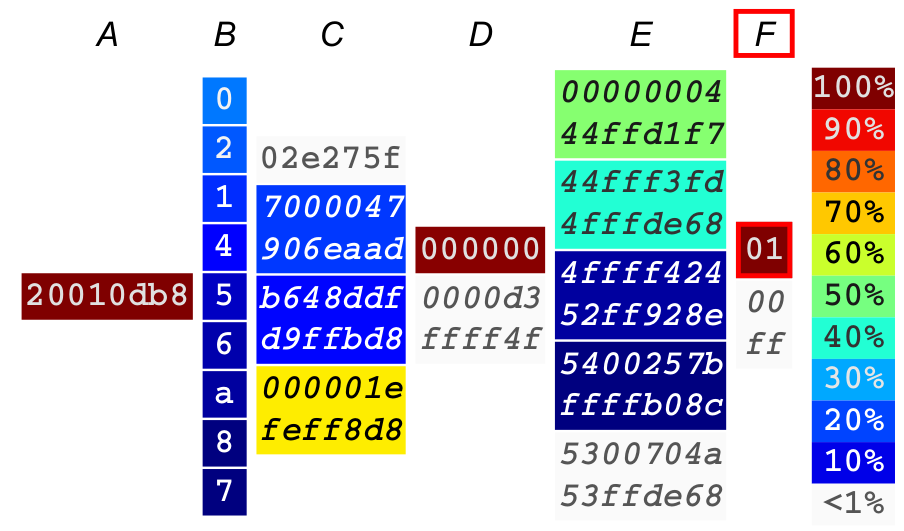 A B C D E F
0
2
1
4
5
6
a
8
7
20010db8
02e275f
7000047
906eaad
b648ddf
d9ffbd8
000001e
feff8d8
000000
0000d3
ffff4f
00000004
44ffd1f7
44fff3fd
4fffde68
4ffff424
52ff928e
5400257b
ffffb08c
5300704a
53ffde68
01
00
ff
100%
90%
80%
70%
60%
50%
40%
30%
20%
10%
<1%